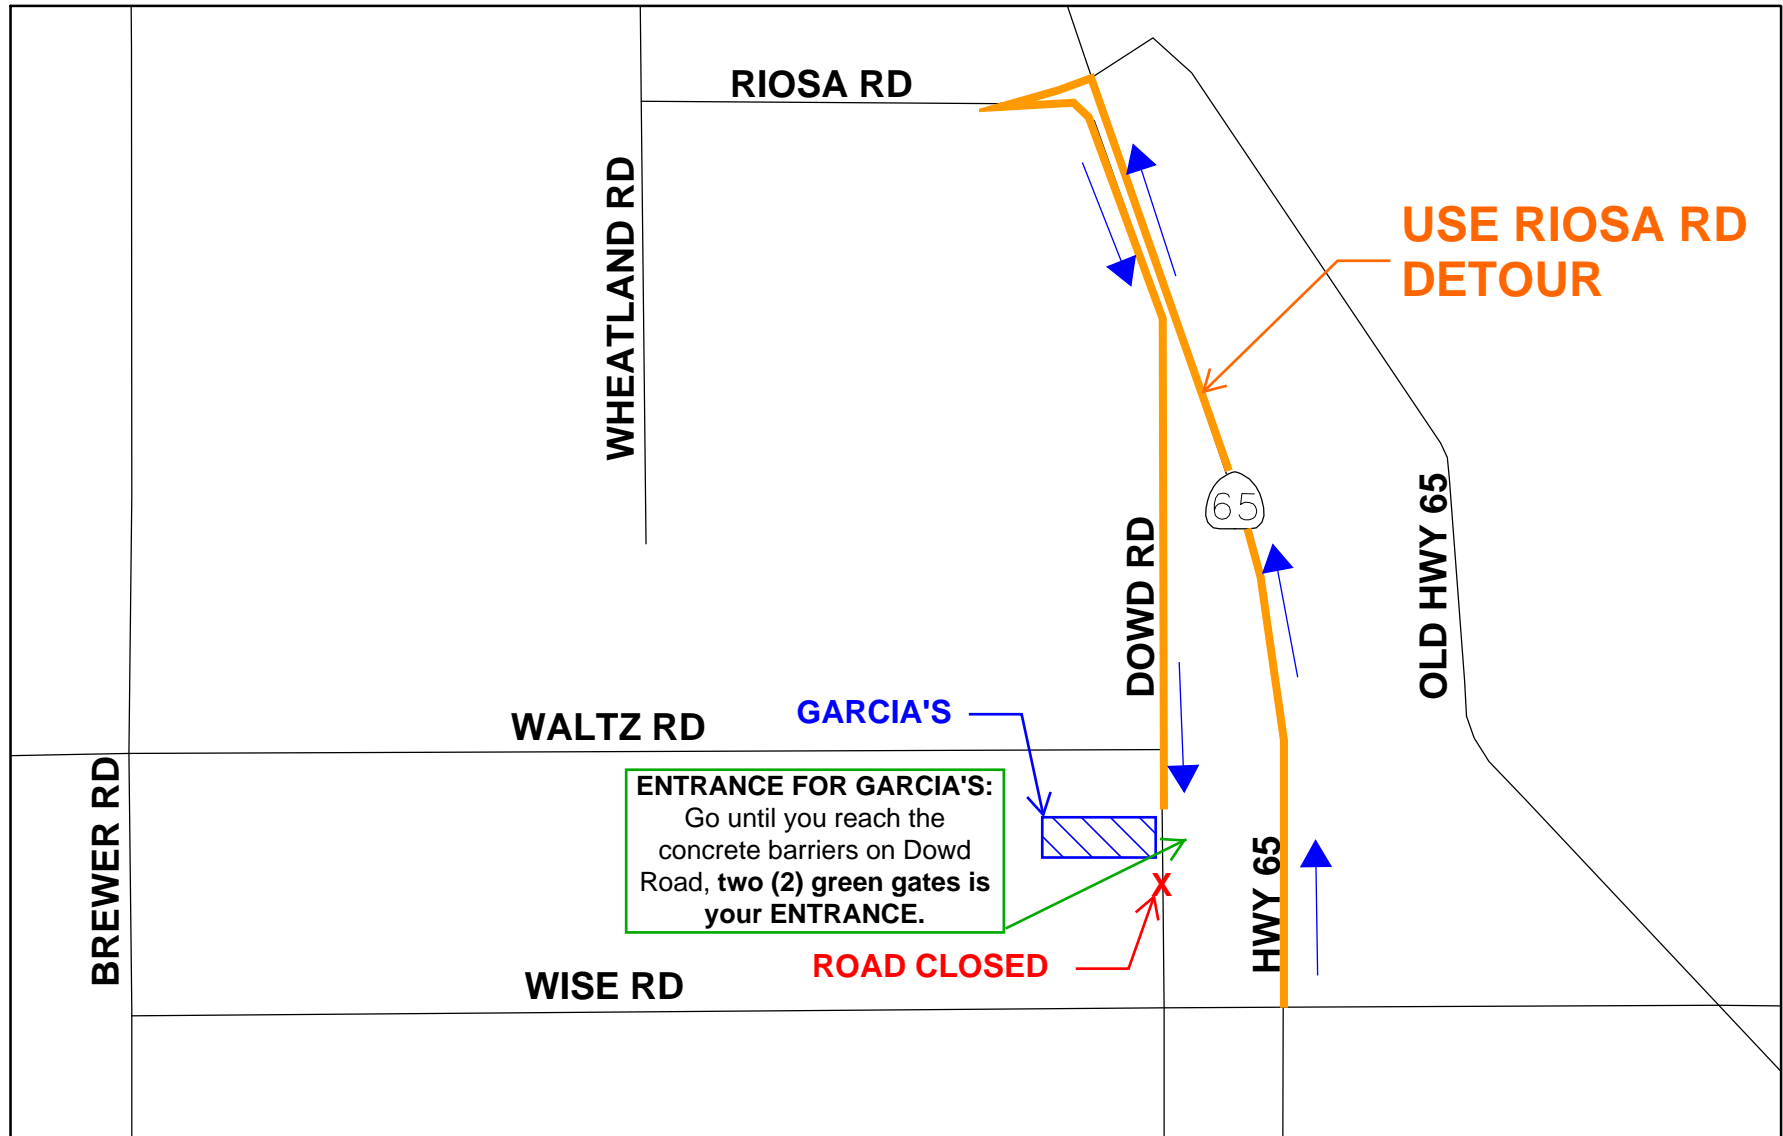 RIOSA RD
WHEATLAND RD
USE RIOSA RD
DETOUR
65
OLD HWY 65
DOWD RD
GARCIA'S
WALTZ RD
ENTRANCE FOR GARCIA'S:
Go until you reach the
concrete barriers on Dowd
Road, two (2) green gates is
your ENTRANCE.
BREWER RD
HWY 65
X
ROAD CLOSED
WISE RD